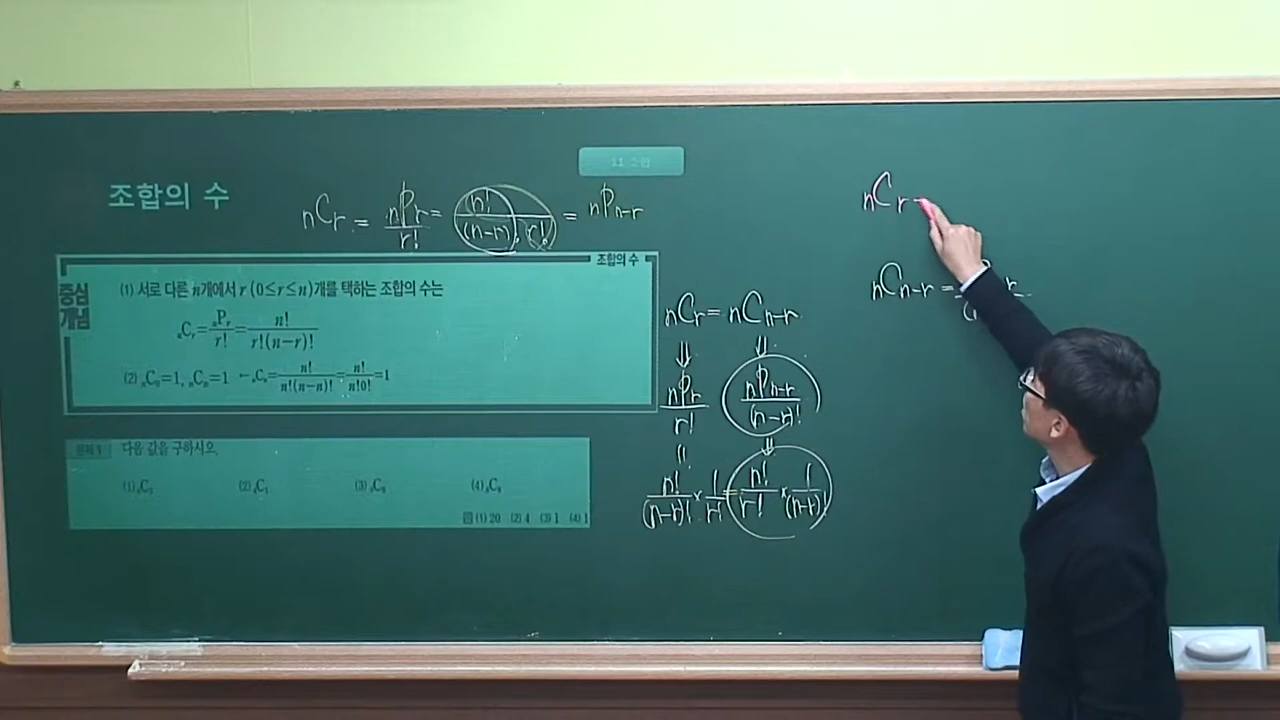 조합의 수
nCr = nPr/r! = n!/(n-r)! r! = nPn-r
조합의 수
중심 개념
(1) 서로 다른 n개에서 r (0≤r≤n)개를 택하는 조합의 수는
nCr = nPr/r! = n!/r!(n-r)!
(2) nC0=1, nCn=1 ← nCn = n!/n!(n-n)! = n!/n!0! = 1
다음 값을 구하시오.
(1)
(2)
(3)
(4)
답 (1) 20 (2) 4 (3) 1 (4) 1
nCr = nCn-r
⇓ ⇓
nPr/r! nPn-r/(n-r)!
= ⇓
n!/(n-r)! × 1/r! = n!/r! × 1/(n-r)!
nCr
nCn-r =